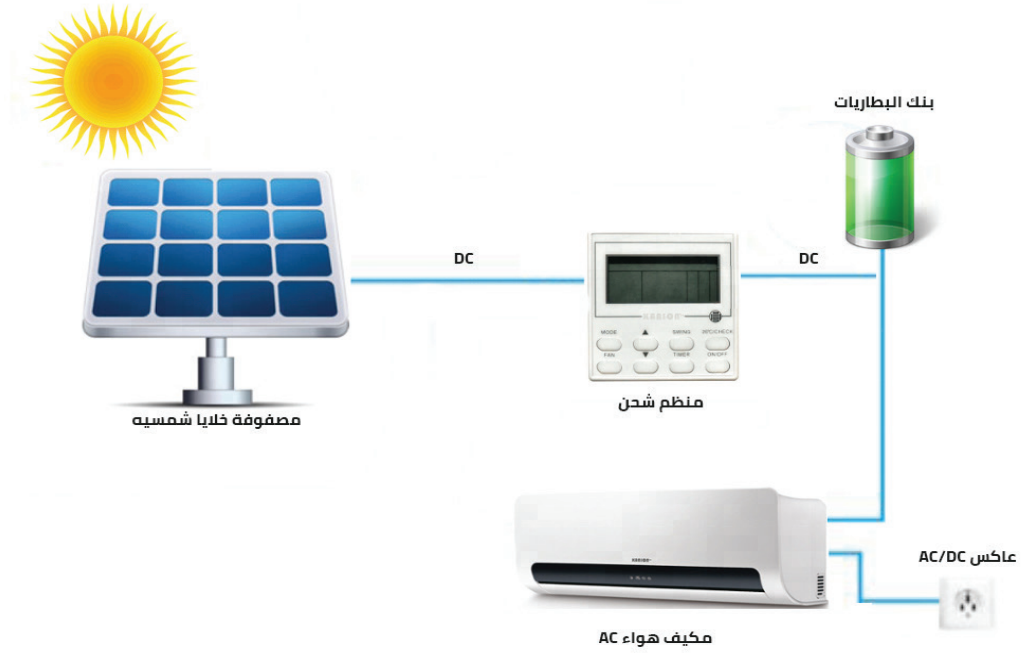 بنك البطاريات
DC
DC
MODE
▲
SWING
FAN
▼
TIMER
ON/OFF
منظم شحن
مصفوفة خلايا شمسيه
عاكس AC/DC
مكيف هواء AC